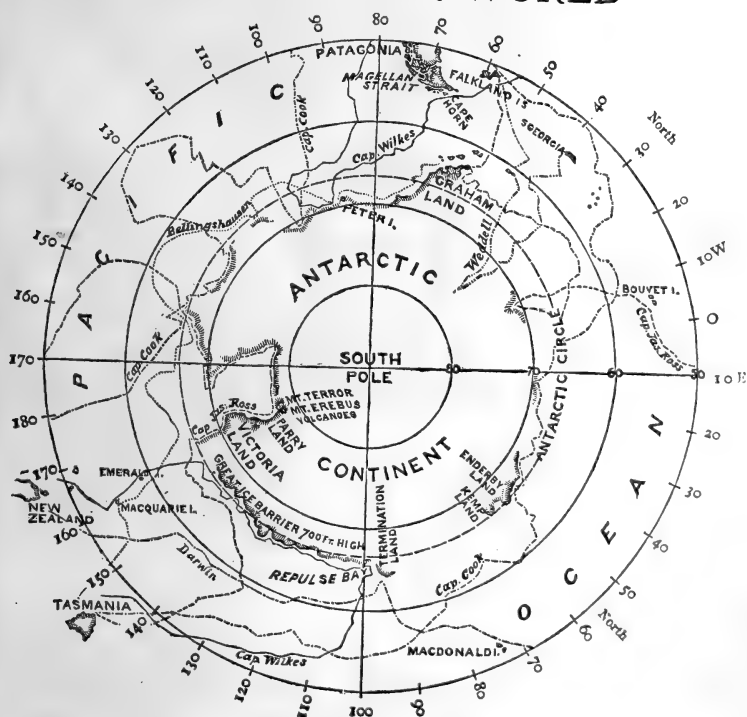 90
80
70
60
50
40
30
20
10W
0
10 E
20
30
40
50
60
70
80
90
100
110
120
130
140
150
160
170
180
170
160
150
140
130
120
110
100
North
North
PATAGONIA
MAGELLAN
STRAIT
FALKLAND IS
CAPE
HORN
S GEORGIA
PACIFIC
Cap. Cook
Cap. Wilkes
Bellingshausen
PETER I.
GRAHAM
LAND
Weddell
BOUVET I.
Cap. Jas. Ross
ANTARCTIC
SOUTH
POLE
80
70
60
50
ANTARCTIC CIRCLE
Cap. Cook
Cap. Jas. Ross
MT. TERROR
MT. EREBUS
VOLCANOES
PARRY
LAND
VICTORIA
LAND
CONTINENT
ENDERBY
LAND
KEMP
LAND
GREAT ICE BARRIER 700 FT. HIGH
TERMINATION
LAND
REPULSE BAY
EMERALD I.
MACQUARIE I.
NEW
ZEALAND
Darwin
TASMANIA
Cap. Wilkes
Cap. Cook
MACDONALD I.
OCEAN